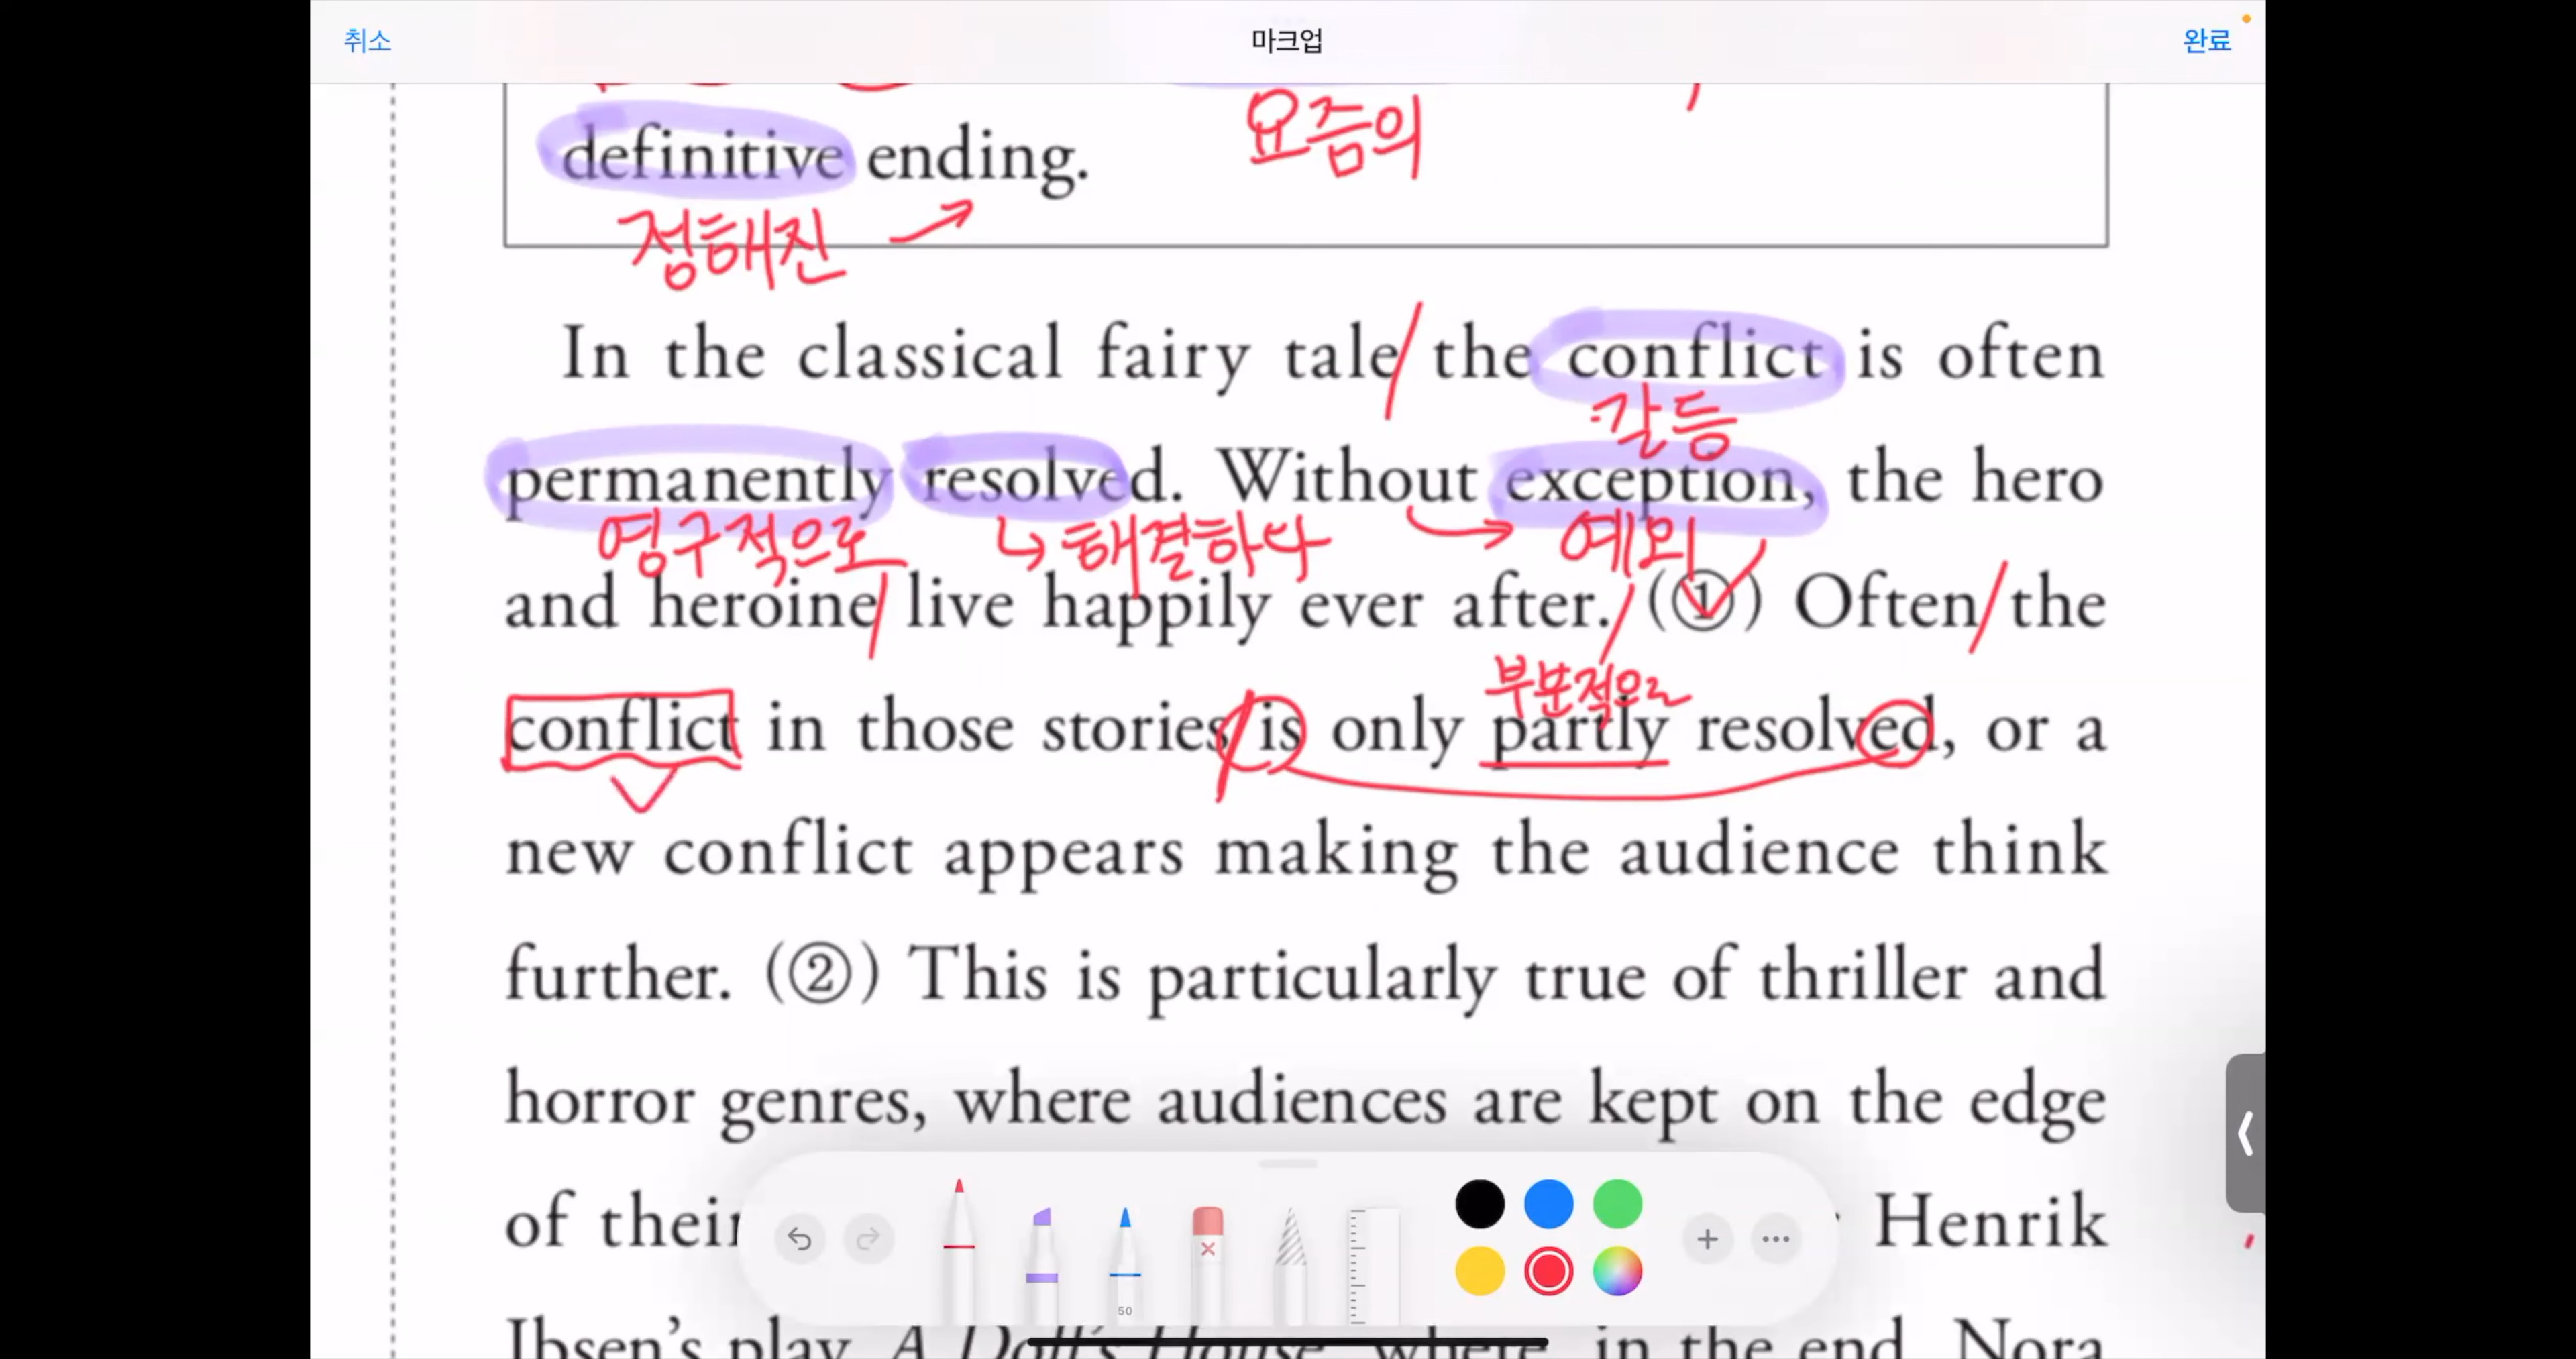 취소
마크업
완료
definitive ending.
요즘의
정해진
In the classical fairy tale the conflict is often
갈등
permanently resolved. Without exception, the hero
영구적으로 해결하다 예외
and heroine live happily ever after. (①) Often the
부분적으로
conflict in those stories is only partly resolved, or a
new conflict appears making the audience think
further. (②) This is particularly true of thriller and
horror genres, where audiences are kept on the edge
of their
Henrik
50
Ibsen's play, A Doll's House, where, in the end, Nora